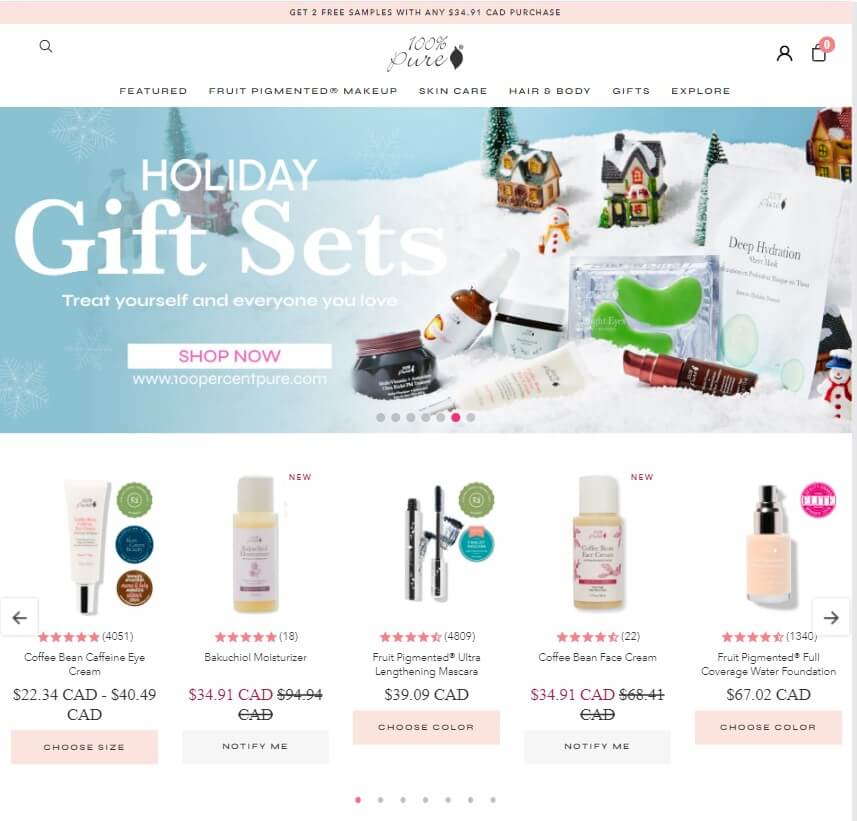 GET 2 FREE SAMPLES WITH ANY $34.91 CAD PURCHASE
100%
pure
0
FEATURED FRUIT PIGMENTED® MAKEUP SKIN CARE HAIR & BODY GIFTS EXPLORE
HOLIDAY
Gift Sets
Treat yourself and everyone you love
SHOP NOW
www.100percentpure.com
100%
pure
Deep Hydration
Sheet Mask
Bright Eyes
NEW
NEW
ELITE
(4051) (18) (4809) (22) (1340)
Coffee Bean Caffeine Eye
Cream
Bakuchiol Moisturizer
Fruit Pigmented® Ultra
Lengthening Mascara
Coffee Bean Face Cream
Fruit Pigmented® Full
Coverage Water Foundation
$22.34 CAD - $40.49
CAD
$34.91 CAD $94.94
CAD
$39.09 CAD
$34.91 CAD $68.41
CAD
$67.02 CAD
CHOOSE SIZE
NOTIFY ME
CHOOSE COLOR
NOTIFY ME
CHOOSE COLOR